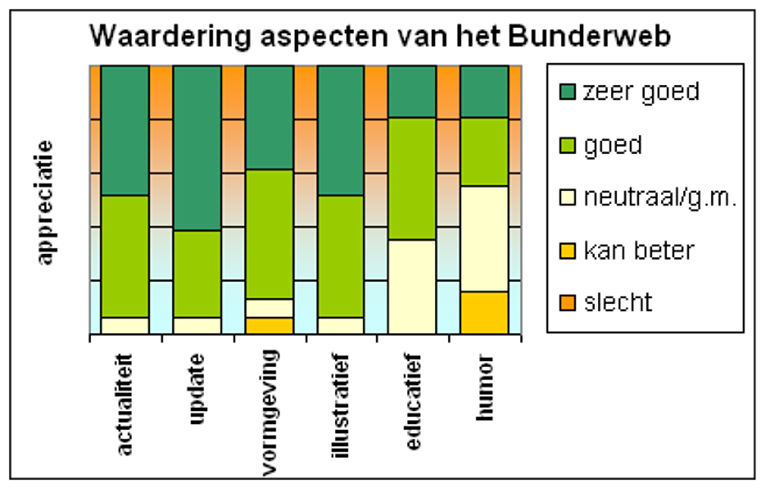 Waardering aspecten van het Bunderweb
zeer goed
goed
neutraal/g.m.
kan beter
slecht
appreciatie
actualiteit
update
vormgeving
illustratief
educatief
humor